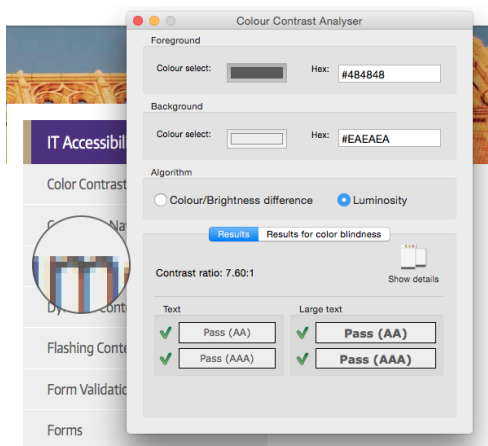 Colour Contrast Analyser
Foreground
Colour select:
Hex: #484848
Background
Colour select:
Hex: #EAEAEA
Algorithm
Colour/Brightness difference
Luminosity
Results
Results for color blindness
Contrast ratio: 7.60:1
Show details
Text
Large text
Pass (AA)
Pass (AA)
Pass (AAA)
Pass (AAA)
IT Accessibil
Color Contrast
Flashing Conte
Form Validatio
Forms